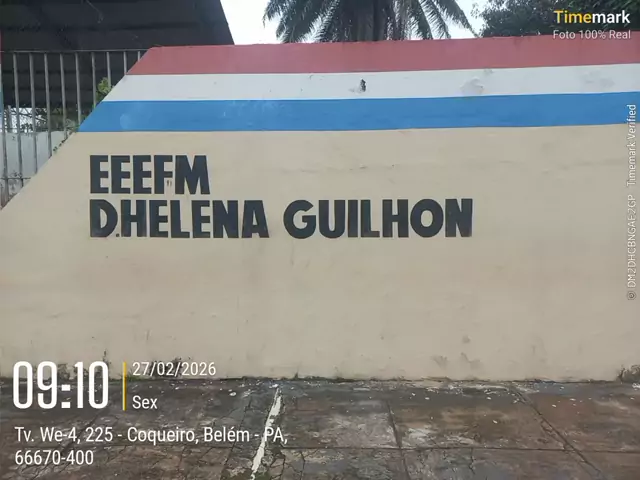 Timemark
Foto 100% Real
EEEFM
D.HELENA GUILHON
09:10
27/02/2026
Sex
Tv. We-4, 225 - Coqueiro, Belém - PA,
66670-400
© DM2DHCBNGAE7GP Timemark Verified